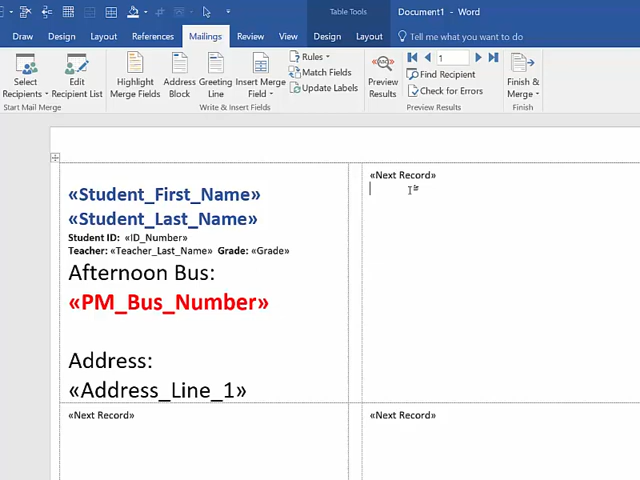 Table Tools
Document1 - Word
Draw Design Layout References Mailings Review View Design Layout Tell me what you want to do
Select Recipients
Edit Recipient List
Start Mail Merge
Highlight Merge Fields
Address Block
Greeting Line
Insert Merge Field
Rules
Match Fields
Update Labels
Write & Insert Fields
Preview Results
1
Find Recipient
Check for Errors
Preview Results
Finish & Merge
Finish
«Student_First_Name»
«Student_Last_Name»
Student ID: «ID_Number»
Teacher: «Teacher_Last_Name» Grade: «Grade»
Afternoon Bus:
«PM_Bus_Number»
Address:
«Address_Line_1»
«Next Record»
«Next Record»
«Next Record»